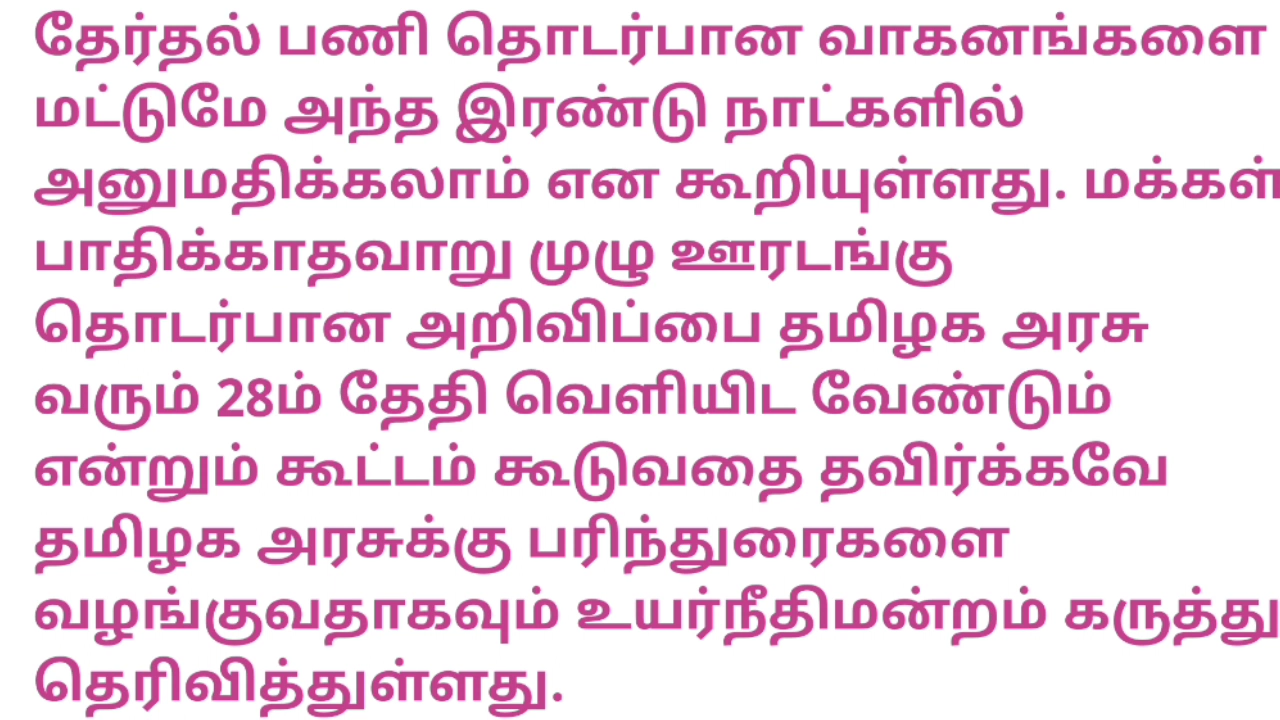 தேர்தல் பணி தொடர்பான வாகனங்களை
மட்டுமே அந்த இரண்டு நாட்களில்
அனுமதிக்கலாம் என கூறியுள்ளது. மக்கள்
பாதிக்காதவாறு முழு ஊரடங்கு
தொடர்பான அறிவிப்பை தமிழக அரசு
வரும் 28ம் தேதி வெளியிட வேண்டும்
என்றும் கூட்டம் கூடுவதை தவிர்க்கவே
தமிழக அரசுக்கு பரிந்துரைகளை
வழங்குவதாகவும் உயர்நீதிமன்றம் கருத்து
தெரிவித்துள்ளது.